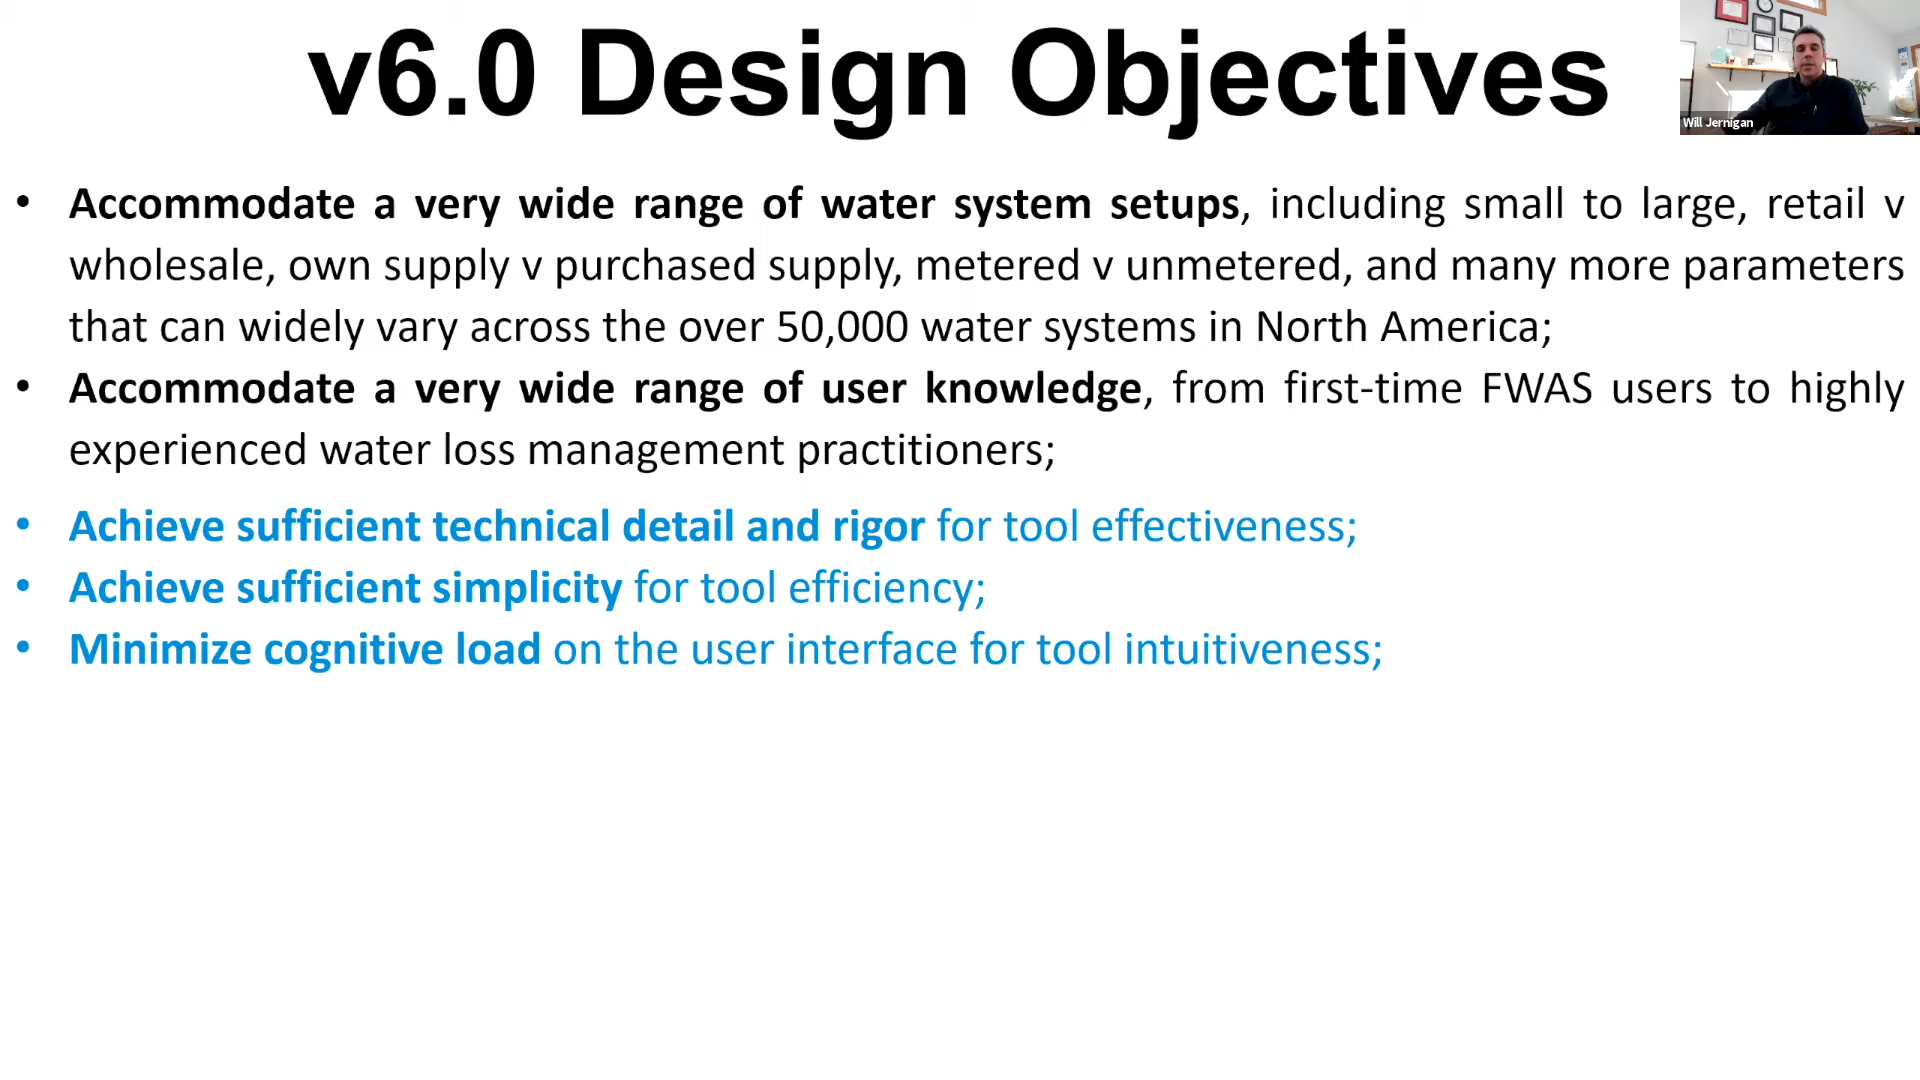 v6.0 Design Objectives
Will Jernigan
• Accommodate a very wide range of water system setups, including small to large, retail v
wholesale, own supply v purchased supply, metered v unmetered, and many more parameters
that can widely vary across the over 50,000 water systems in North America;
• Accommodate a very wide range of user knowledge, from first-time FWAS users to highly
experienced water loss management practitioners;
• Achieve sufficient technical detail and rigor for tool effectiveness;
• Achieve sufficient simplicity for tool efficiency;
• Minimize cognitive load on the user interface for tool intuitiveness;